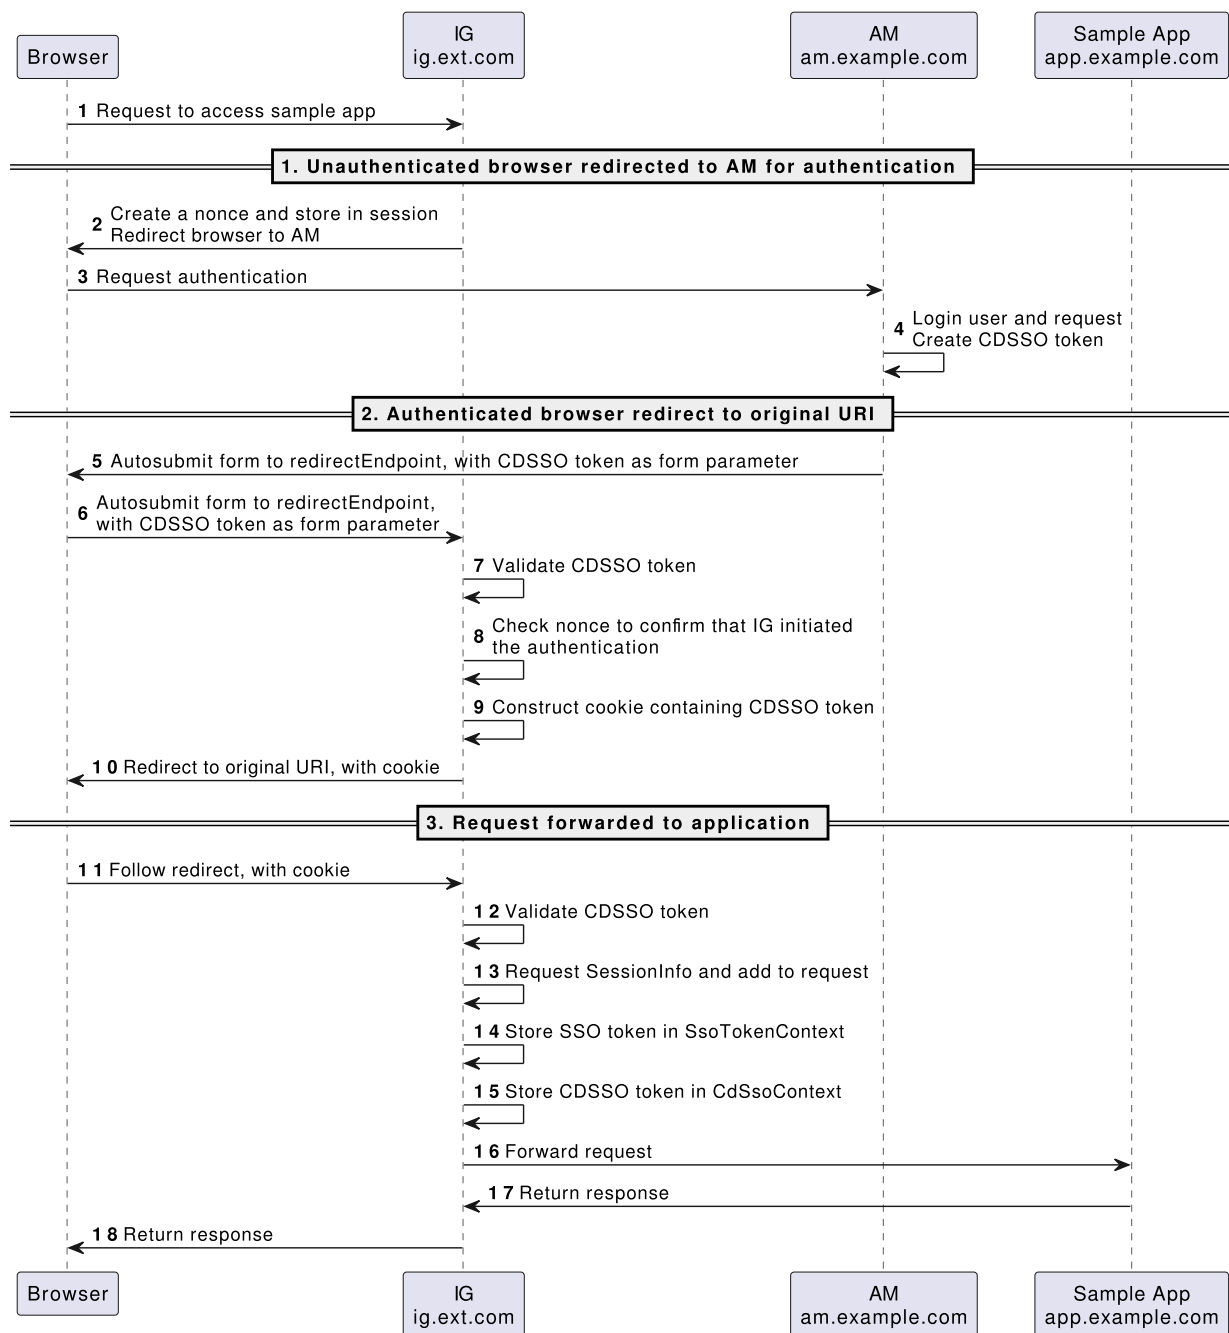 Browser
IG
ig.ext.com
AM
am.example.com
Sample App
app.example.com
1 Request to access sample app
1. Unauthenticated browser redirected to AM for authentication
2 Create a nonce and store in session
Redirect browser to AM
3 Request authentication
4 Login user and request
Create CDSSO token
2. Authenticated browser redirect to original URI
5 Autosubmit form to redirectEndpoint, with CDSSO token as form parameter
6 Autosubmit form to redirectEndpoint,
with CDSSO token as form parameter
7 Validate CDSSO token
8 Check nonce to confirm that IG initiated
the authentication
9 Construct cookie containing CDSSO token
10 Redirect to original URI, with cookie
3. Request forwarded to application
11 Follow redirect, with cookie
12 Validate CDSSO token
13 Request SessionInfo and add to request
14 Store SSO token in SsoTokenContext
15 Store CDSSO token in CdSsoContext
16 Forward request
17 Return response
18 Return response
Browser
IG
ig.ext.com
AM
am.example.com
Sample App
app.example.com